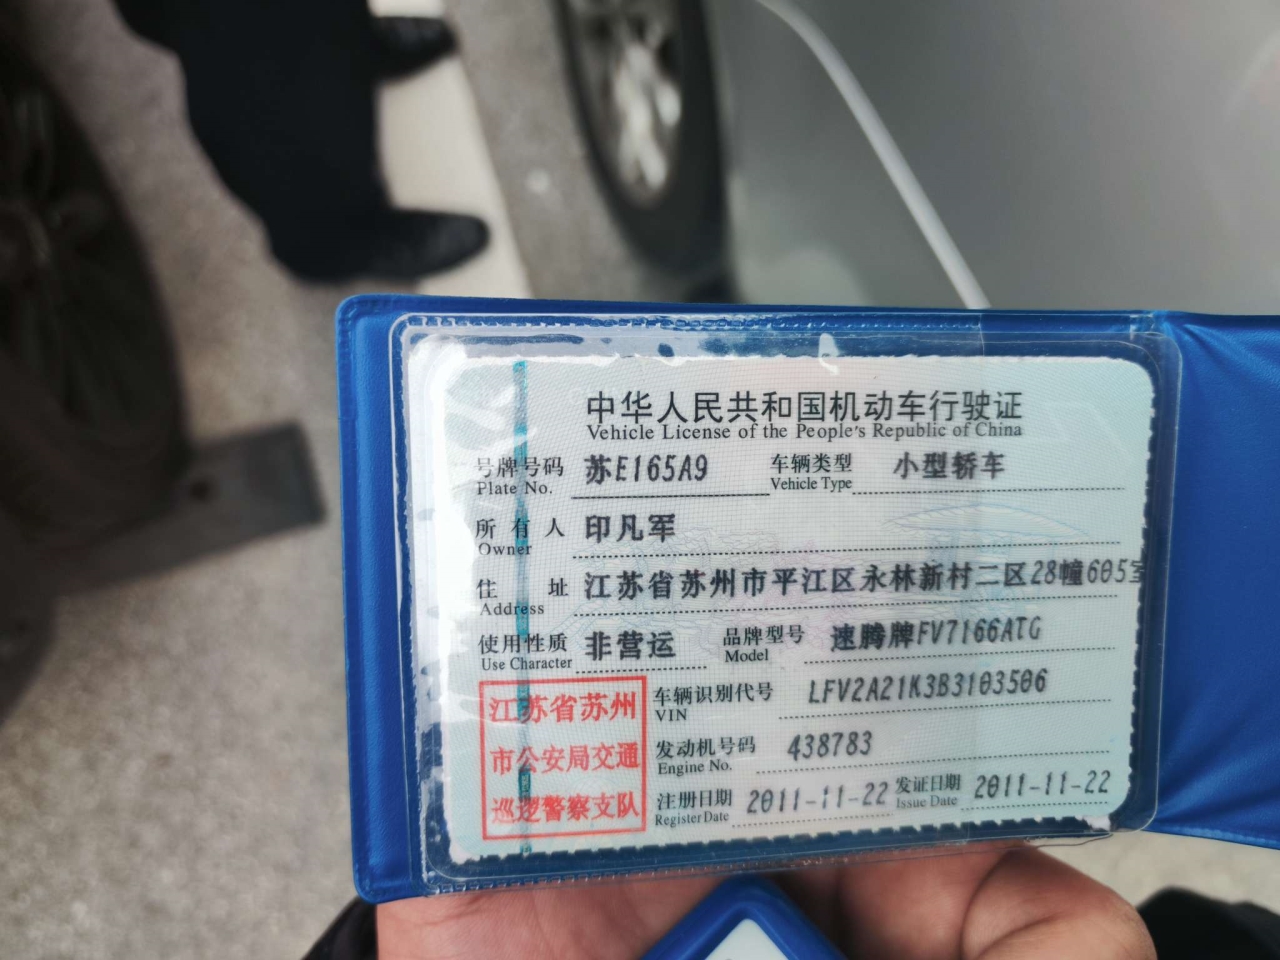 中华人民共和国机动车行驶证
Vehicle License of the People's Republic of China
号牌号码 苏E165A9 车辆类型 小型轿车
Plate No. Vehicle Type
所有人 印凡军
Owner
住址 江苏省苏州市平江区永林新村二区28幢605室
Address
使用性质 非营运 品牌型号 速腾牌FV7166ATG
Use Character Model
江苏省苏州
市公安局交通
巡逻警察支队
车辆识别代号 LFV2A21K3B3103506
VIN
发动机号码 438783
Engine No.
注册日期 2011-11-22 发证日期 2011-11-22
Register Date Issue Date